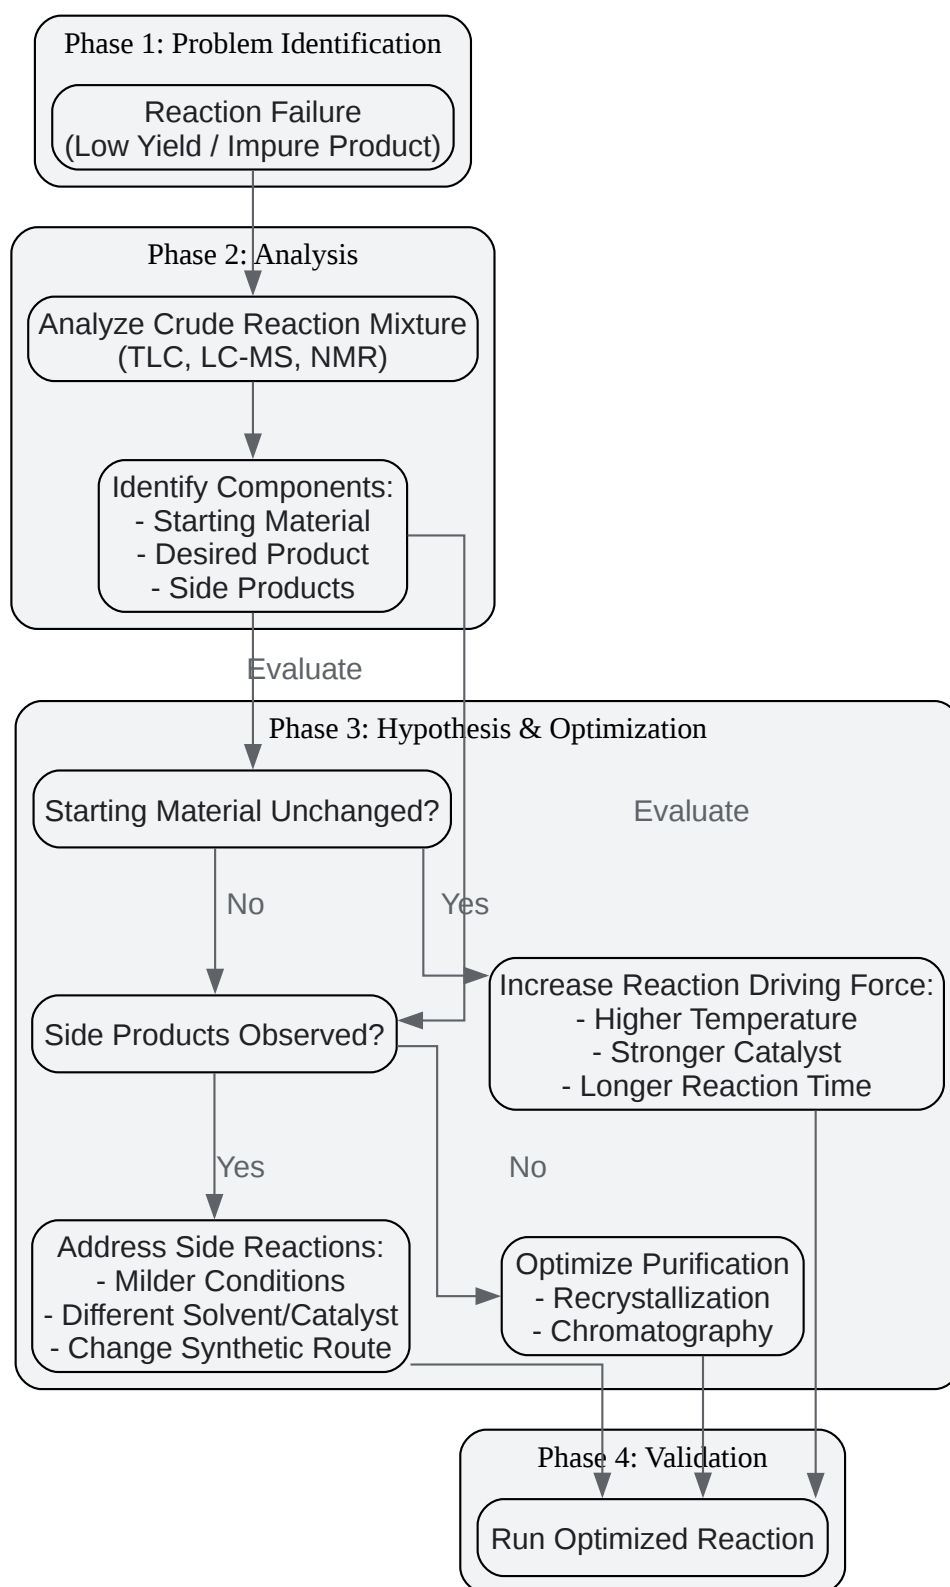 Phase 1: Problem Identification
Reaction Failure
(Low Yield / Impure Product)
Phase 2: Analysis
Analyze Crude Reaction Mixture
(TLC, LC-MS, NMR)
Identify Components:
- Starting Material
- Desired Product
- Side Products
Evaluate
Phase 3: Hypothesis & Optimization
Starting Material Unchanged?
Evaluate
No
Yes
Increase Reaction Driving Force:
- Higher Temperature
- Stronger Catalyst
- Longer Reaction Time
Side Products Observed?
Yes
No
Address Side Reactions:
- Milder Conditions
- Different Solvent/Catalyst
- Change Synthetic Route
Optimize Purification
- Recrystallization
- Chromatography
Phase 4: Validation
Run Optimized Reaction